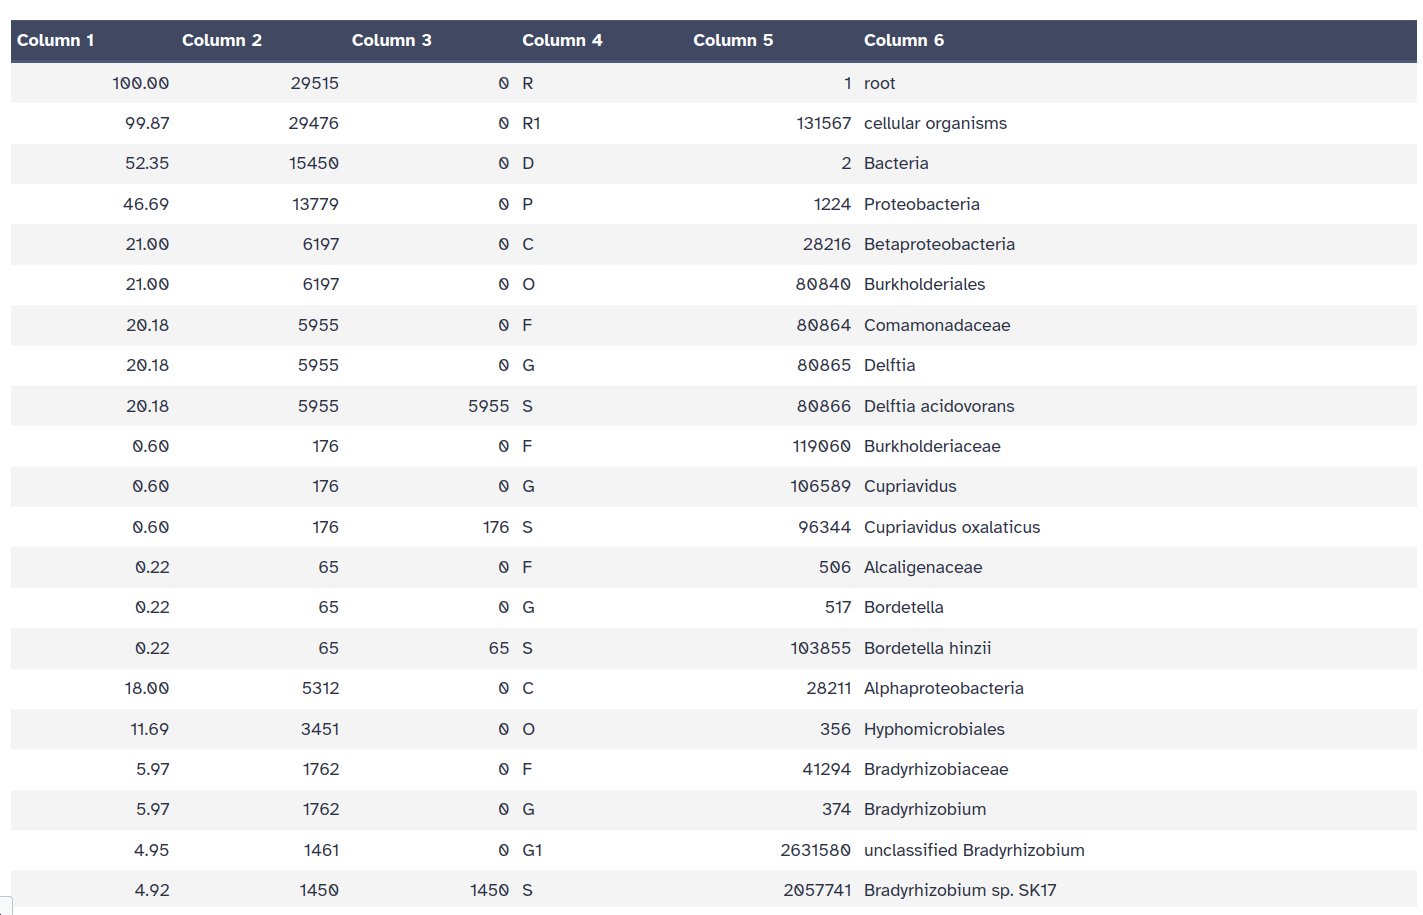 Column 1 Column 2 Column 3 Column 4 Column 5 Column 6
100.00 29515 0 R 1 root
99.87 29476 0 R1 131567 cellular organisms
52.35 15450 0 D 2 Bacteria
46.69 13779 0 P 1224 Proteobacteria
21.00 6197 0 C 28216 Betaproteobacteria
21.00 6197 0 O 80840 Burkholderiales
20.18 5955 0 F 80864 Comamonadaceae
20.18 5955 0 G 80865 Delftia
20.18 5955 5955 S 80866 Delftia acidovorans
0.60 176 0 F 119060 Burkholderiaceae
0.60 176 0 G 106589 Cupriavidus
0.60 176 176 S 96344 Cupriavidus oxalaticus
0.22 65 0 F 506 Alcaligenaceae
0.22 65 0 G 517 Bordetella
0.22 65 65 S 103855 Bordetella hinzii
18.00 5312 0 C 28211 Alphaproteobacteria
11.69 3451 0 O 356 Hyphomicrobiales
5.97 1762 0 F 41294 Bradyrhizobiaceae
5.97 1762 0 G 374 Bradyrhizobium
4.95 1461 0 G1 2631580 unclassified Bradyrhizobium
4.92 1450 1450 S 2057741 Bradyrhizobium sp. SK17